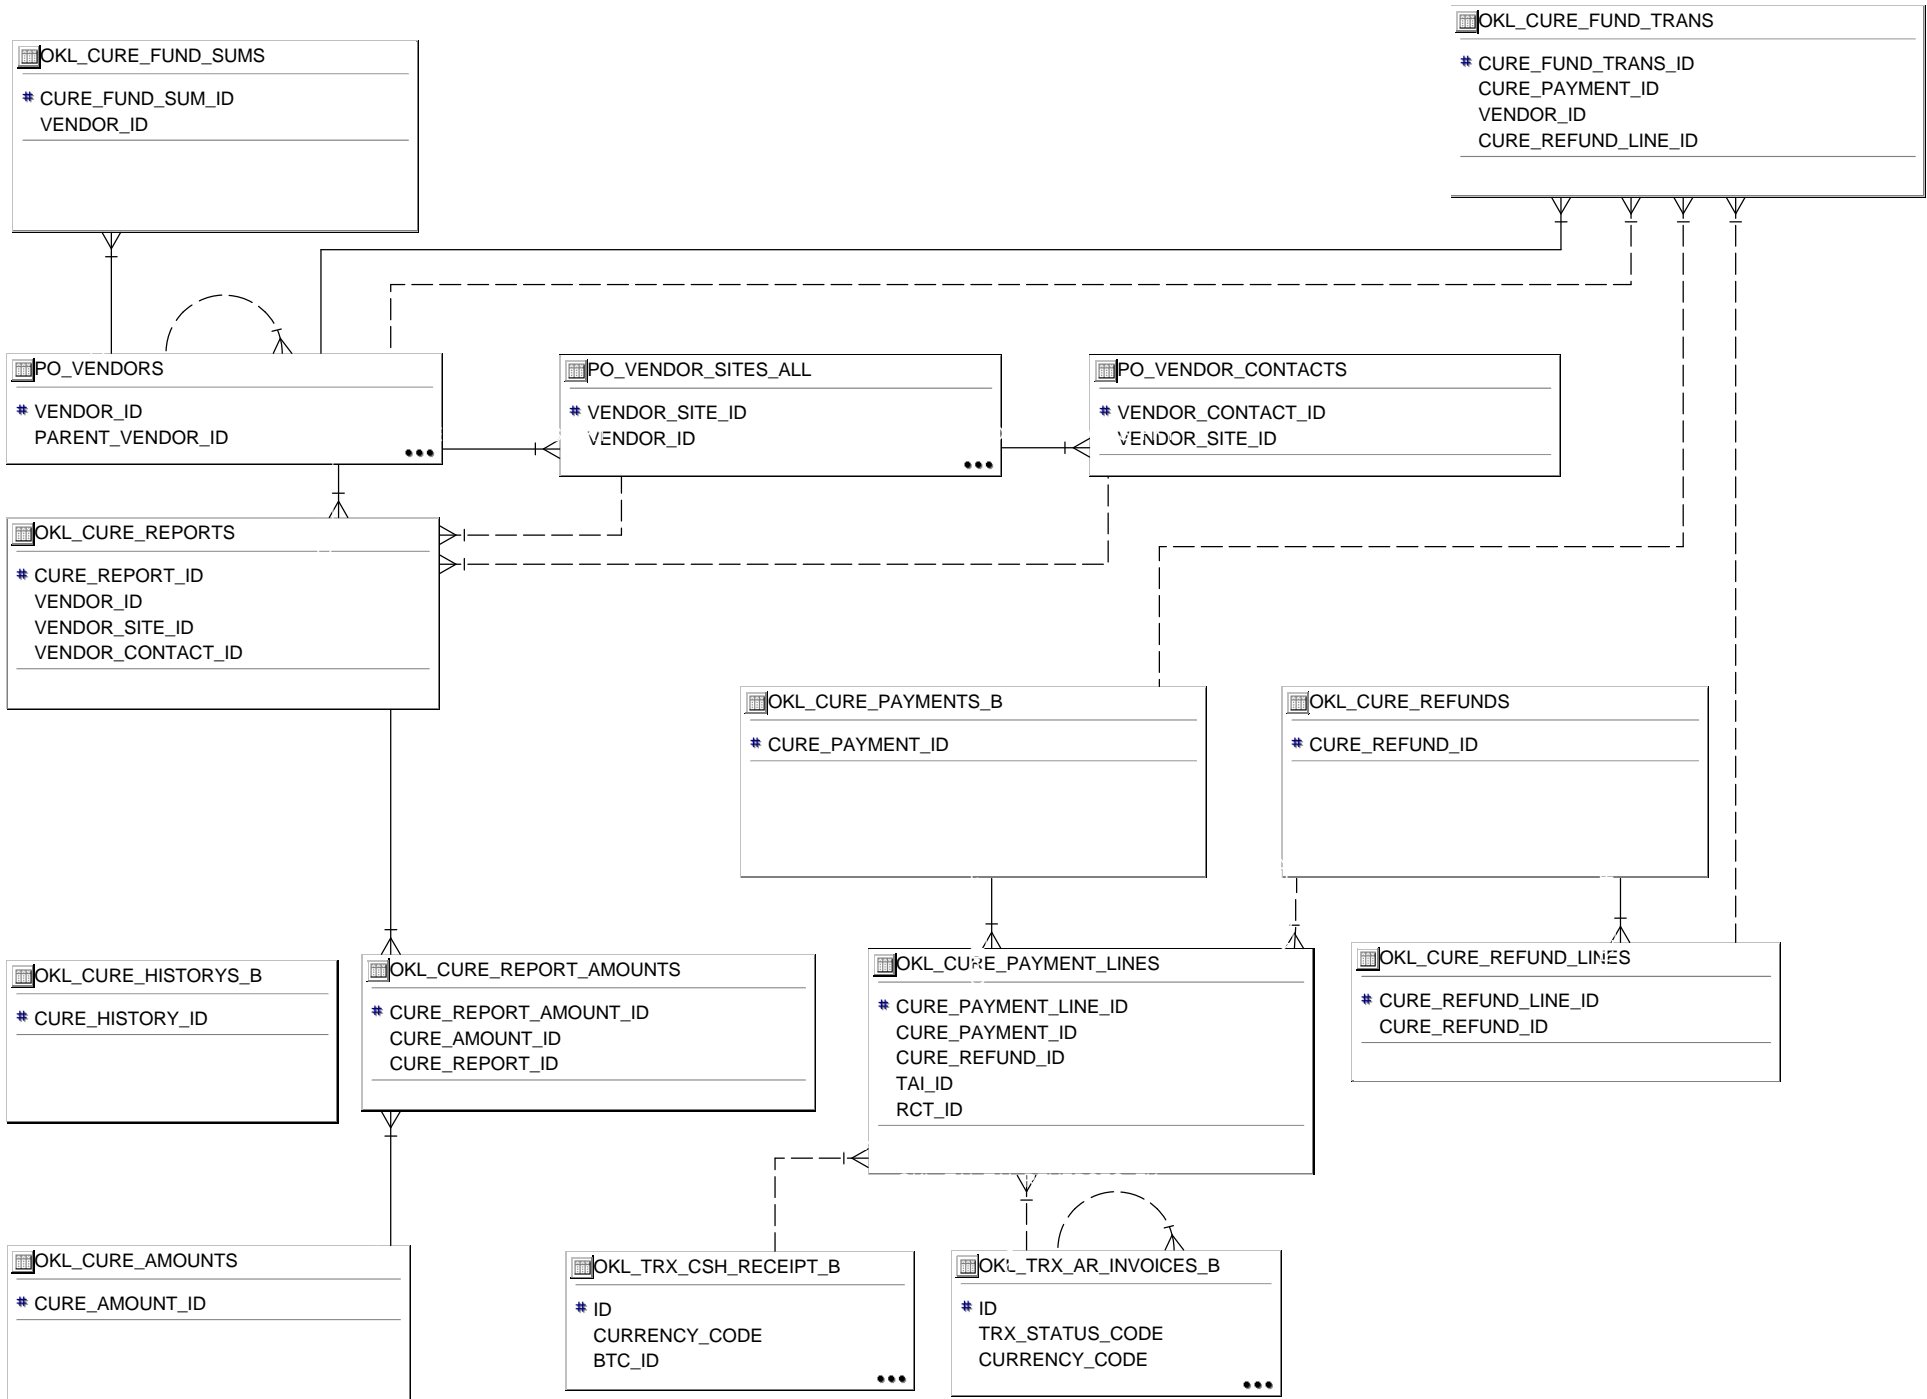 OKL_CURE_FUND_SUMS
# CURE_FUND_SUM_ID
VENDOR_ID
OKL_CURE_FUND_TRANS
# CURE_FUND_TRANS_ID
CURE_PAYMENT_ID
VENDOR_ID
CURE_REFUND_LINE_ID
PO_VENDORS
# VENDOR_ID
PARENT_VENDOR_ID
PO_VENDOR_SITES_ALL
# VENDOR_SITE_ID
VENDOR_ID
PO_VENDOR_CONTACTS
# VENDOR_CONTACT_ID
VENDOR_SITE_ID
OKL_CURE_REPORTS
# CURE_REPORT_ID
VENDOR_ID
VENDOR_SITE_ID
VENDOR_CONTACT_ID
OKL_CURE_PAYMENTS_B
# CURE_PAYMENT_ID
OKL_CURE_REFUNDS
# CURE_REFUND_ID
OKL_CURE_HISTORYS_B
# CURE_HISTORY_ID
OKL_CURE_REPORT_AMOUNTS
# CURE_REPORT_AMOUNT_ID
CURE_AMOUNT_ID
CURE_REPORT_ID
OKL_CURE_PAYMENT_LINES
# CURE_PAYMENT_LINE_ID
CURE_PAYMENT_ID
CURE_REFUND_ID
TAI_ID
RCT_ID
OKL_CURE_REFUND_LINES
# CURE_REFUND_LINE_ID
CURE_REFUND_ID
OKL_CURE_AMOUNTS
# CURE_AMOUNT_ID
OKL_TRX_CSH_RECEIPT_B
# ID
CURRENCY_CODE
BTC_ID
OKL_TRX_AR_INVOICES_B
# ID
TRX_STATUS_CODE
CURRENCY_CODE